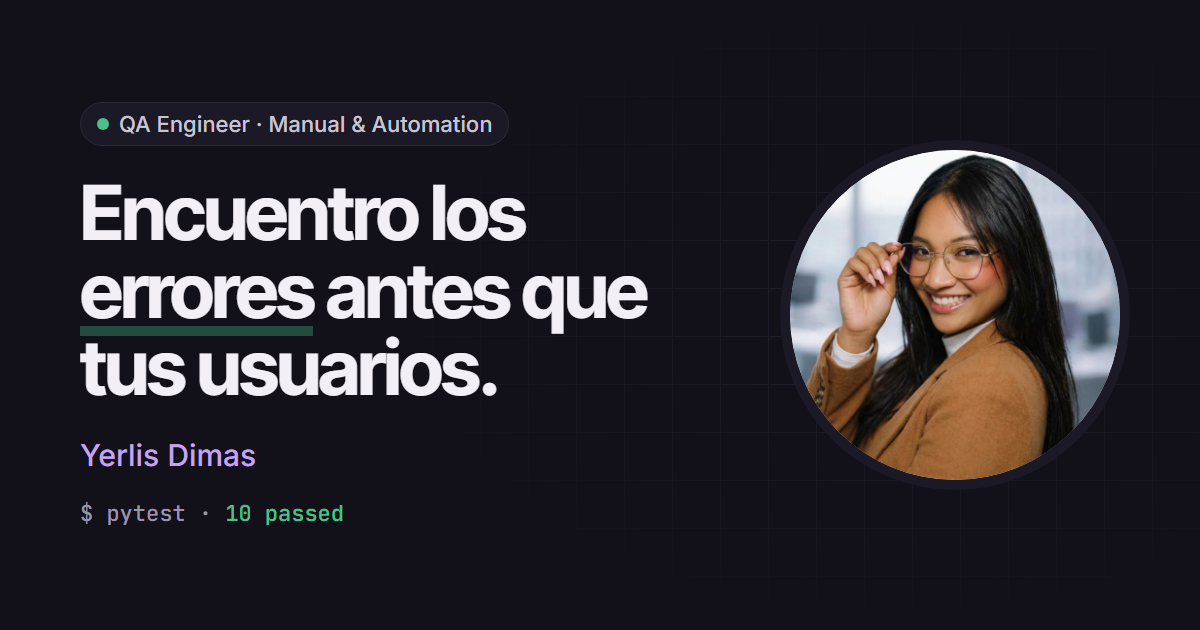 QA Engineer · Manual & Automation
Encuentro los
errores antes que
tus usuarios.
Yerlis Dimas
$ pytest · 10 passed